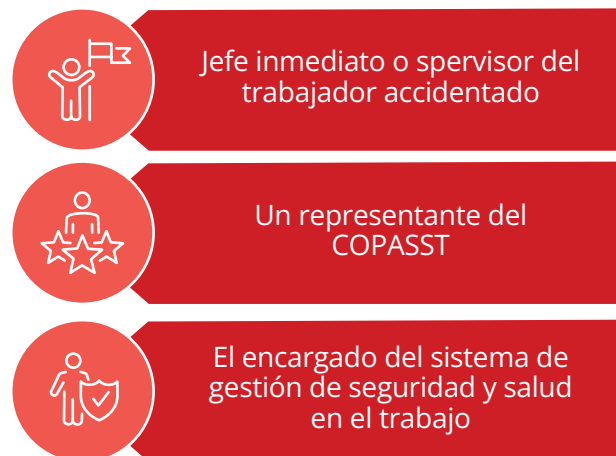 Jefe inmediato o spervisor del
trabajador accidentado
Un representante del
COPASST
El encargado del sistema de
gestión de seguridad y salud
en el trabajo